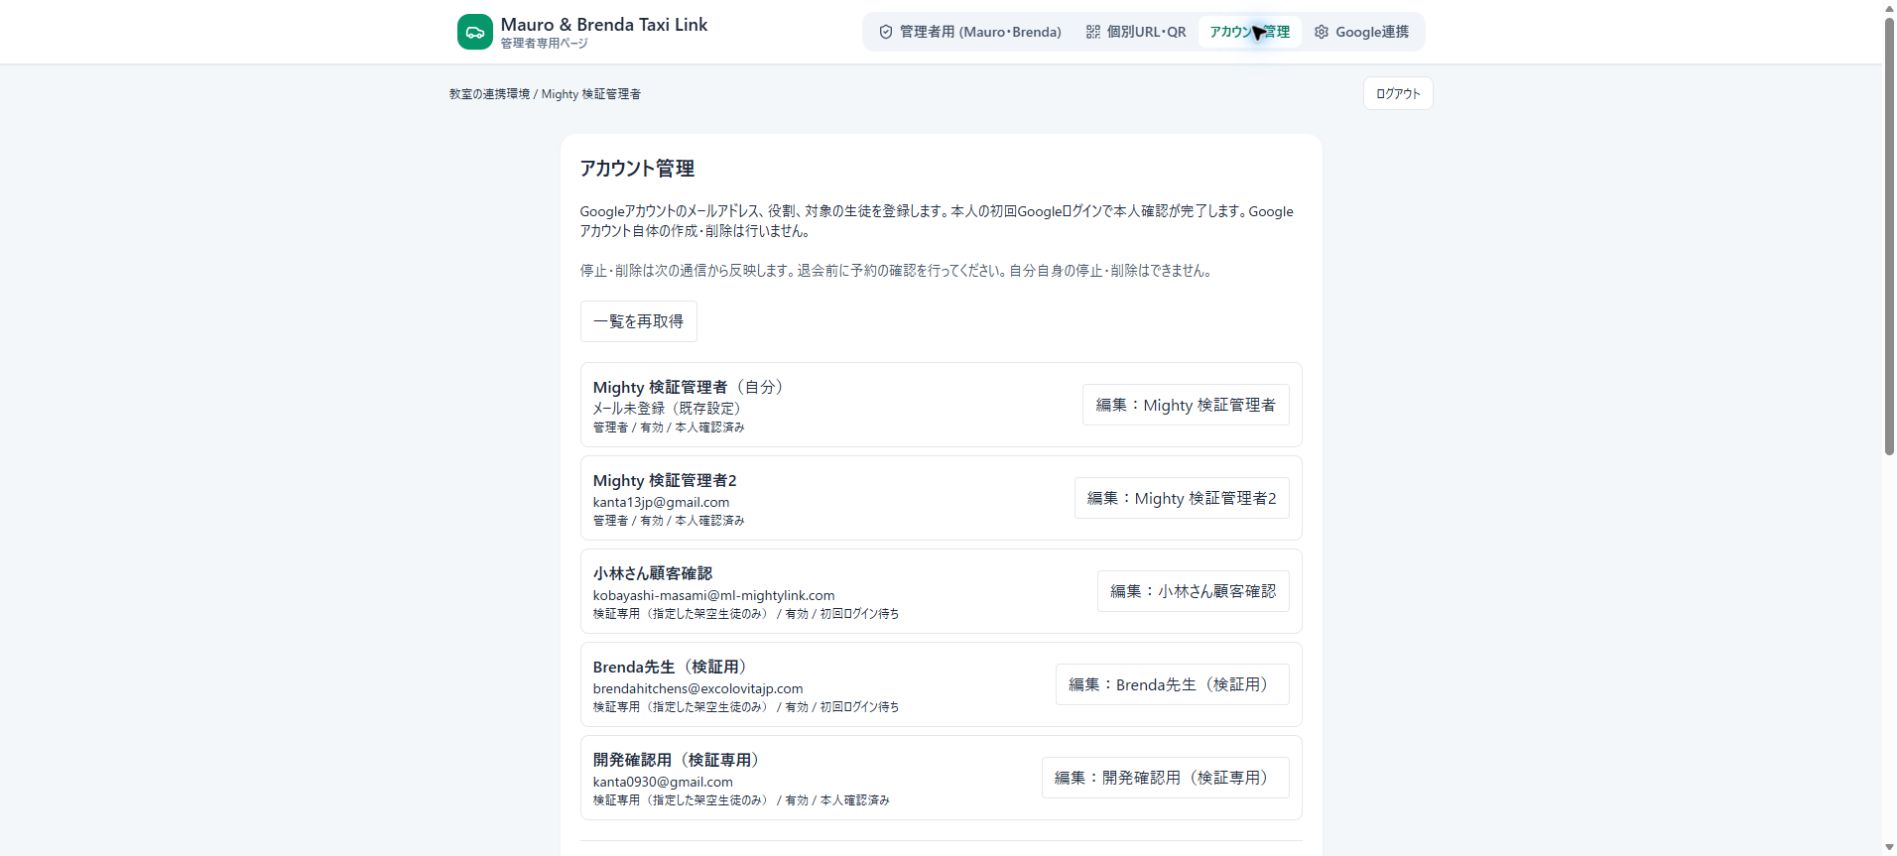 Mauro & Brenda Taxi Link
管理者専用ページ
管理者用 (Mauro・Brenda)
個別URL・QR
アカウント管理
Google連携
教室の連携環境 / Mighty 検証管理者
ログアウト
アカウント管理
Googleアカウントのメールアドレス、役割、対象の生徒を登録します。本人の初回Googleログインで本人確認が完了します。Google
アカウント自体の作成・削除は行いません。
停止・削除は次の通信から反映します。退会前に予約の確認を行ってください。自分自身の停止・削除はできません。
一覧を再取得
Mighty 検証管理者（自分）
メール未登録（既存設定）
管理者 / 有効 / 本人確認済み
編集：Mighty 検証管理者
Mighty 検証管理者2
kanta13jp@gmail.com
管理者 / 有効 / 本人確認済み
編集：Mighty 検証管理者2
小林さん顧客確認
kobayashi-masami@ml-mightylink.com
検証専用（指定した架空生徒のみ） / 有効 / 初回ログイン待ち
編集：小林さん顧客確認
Brenda先生（検証用）
brendahitchens@excolovitajp.com
検証専用（指定した架空生徒のみ） / 有効 / 初回ログイン待ち
編集：Brenda先生（検証用）
開発確認用（検証専用）
kanta0930@gmail.com
検証専用（指定した架空生徒のみ） / 有効 / 本人確認済み
編集：開発確認用（検証専用）